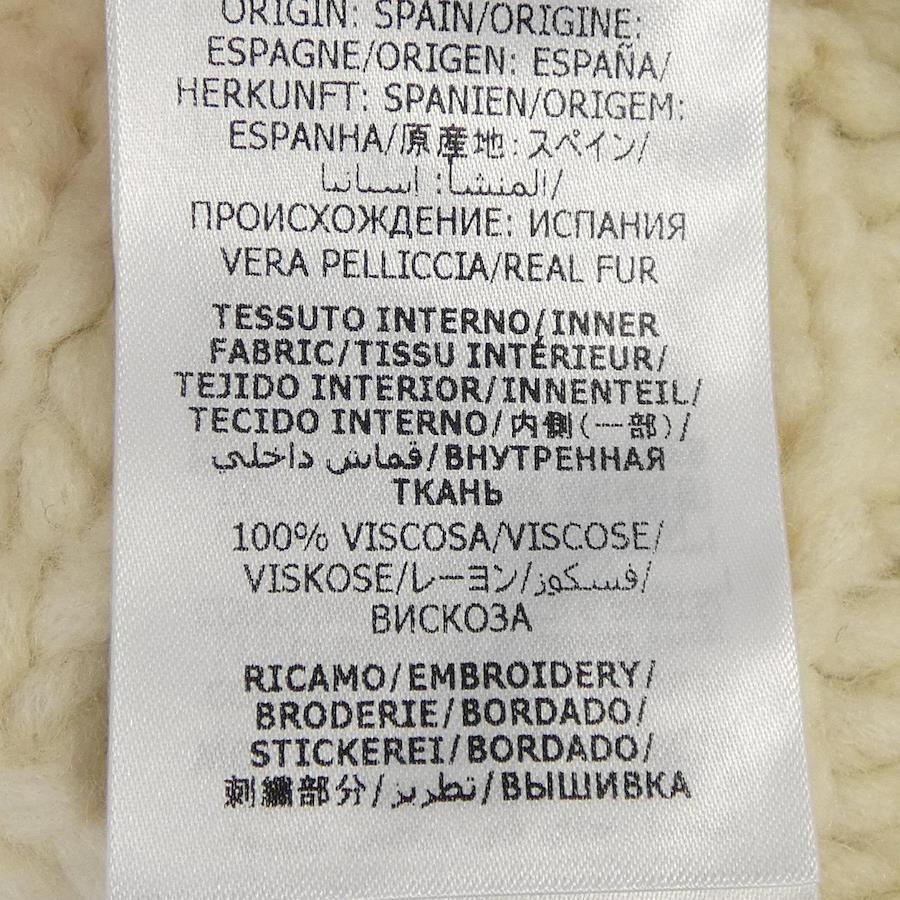 ORIGIN: SPAIN/ORIGINE:
ESPAGNE/ORIGEN: ESPAÑA/
HERKUNFT: SPANIEN/ORIGEM:
ESPANHA/原産地:スペイン/
المنشأ: اسبانيا/
ПРОИСХОЖДЕНИЕ: ИСПАНИЯ
VERA PELLICCIA/REAL FUR
TESSUTO INTERNO/INNER
FABRIC/TISSU INTÉRIEUR/
TEJIDO INTERIOR/INNENTEIL/
TECIDO INTERNO/内側(一部)/
قماش داخلي/ВНУТРЕННАЯ
ТКАНЬ
100% VISCOSA/VISCOSE/
VISKOSE/レーヨン/فسكوز/
ВИСКОЗА
RICAMO/EMBROIDERY/
BRODERIE/BORDADO/
STICKEREI/BORDADO/
刺繍部分/تطريز/ВЫШИВКА